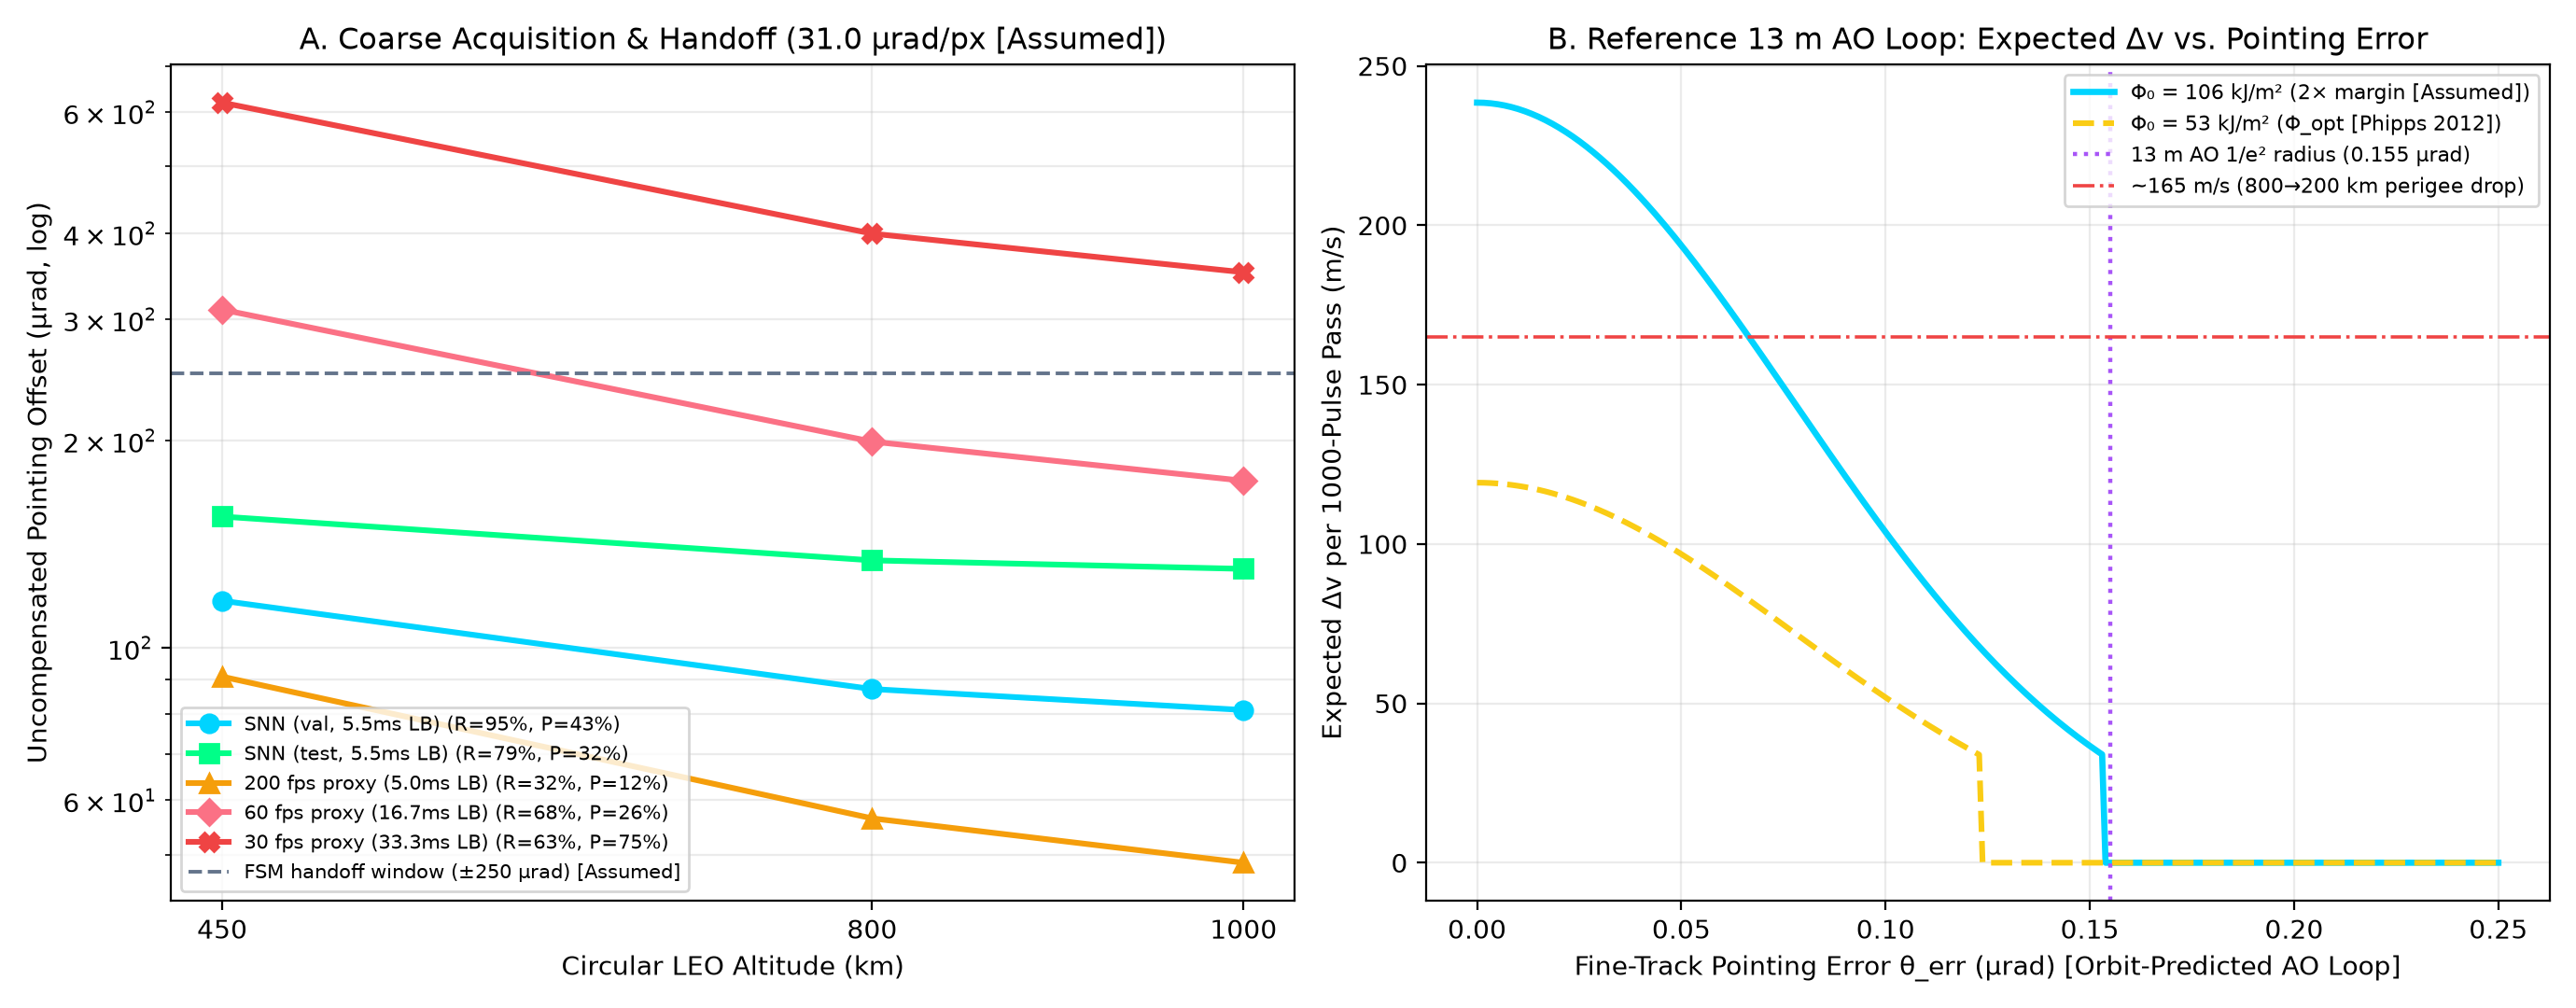 A. Coarse Acquisition & Handoff (31.0 μrad/px [Assumed])
Uncompensated Pointing Offset (μrad, log)
6 × 10²
4 × 10²
3 × 10²
2 × 10²
10²
6 × 10¹
SNN (val, 5.5ms LB) (R=95%, P=43%)
SNN (test, 5.5ms LB) (R=79%, P=32%)
200 fps proxy (5.0ms LB) (R=32%, P=12%)
60 fps proxy (16.7ms LB) (R=68%, P=26%)
30 fps proxy (33.3ms LB) (R=63%, P=75%)
FSM handoff window (±250 μrad) [Assumed]
450 800 1000
Circular LEO Altitude (km)
B. Reference 13 m AO Loop: Expected Δv vs. Pointing Error
Expected Δv per 1000-Pulse Pass (m/s)
250
200
150
100
50
0
Φ₀ = 106 kJ/m² (2× margin [Assumed])
Φ₀ = 53 kJ/m² (Φ_opt [Phipps 2012])
13 m AO 1/e² radius (0.155 μrad)
~165 m/s (800→200 km perigee drop)
0.00 0.05 0.10 0.15 0.20 0.25
Fine-Track Pointing Error θ_err (μrad) [Orbit-Predicted AO Loop]